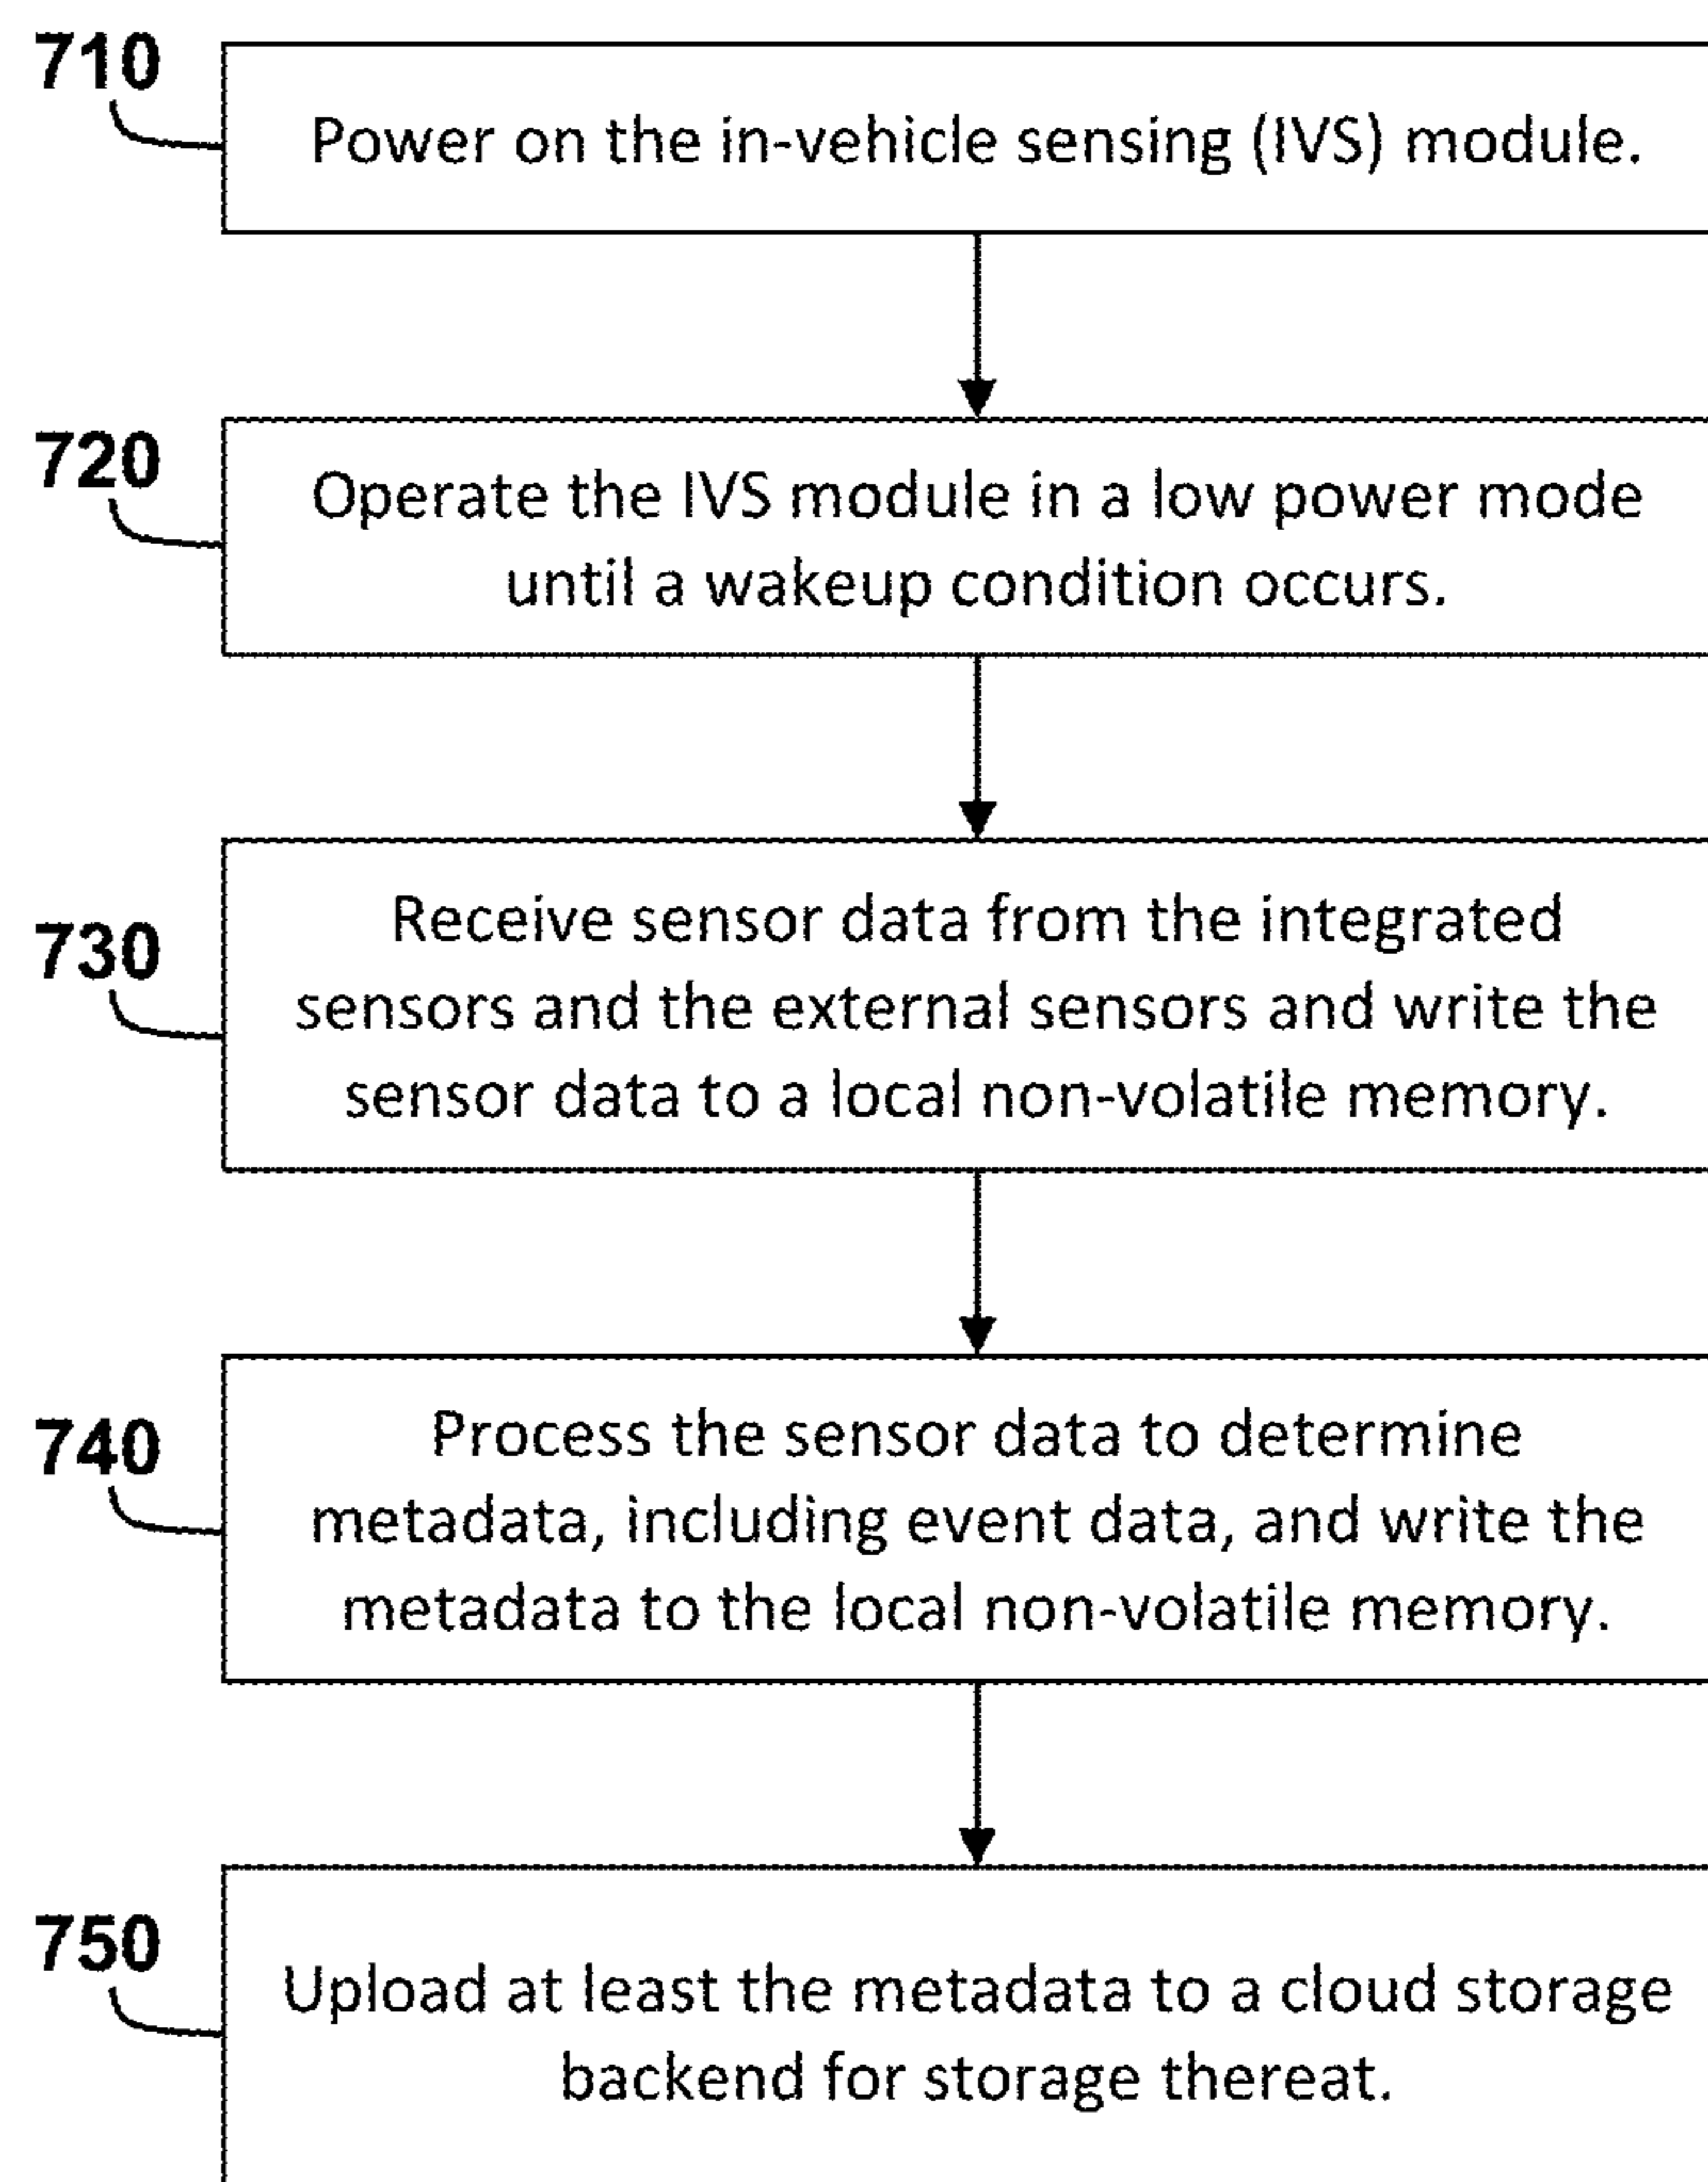 710
Power on the in-vehicle sensing (IVS) module.
720
Operate the IVS module in a low power mode
until a wakeup condition occurs.
730
Receive sensor data from the integrated
sensors and the external sensors and write the
sensor data to a local non-volatile memory.
740
Process the sensor data to determine
metadata, including event data, and write the
metadata to the local non-volatile memory.
750
Upload at least the metadata to a cloud storage
backend for storage thereat.